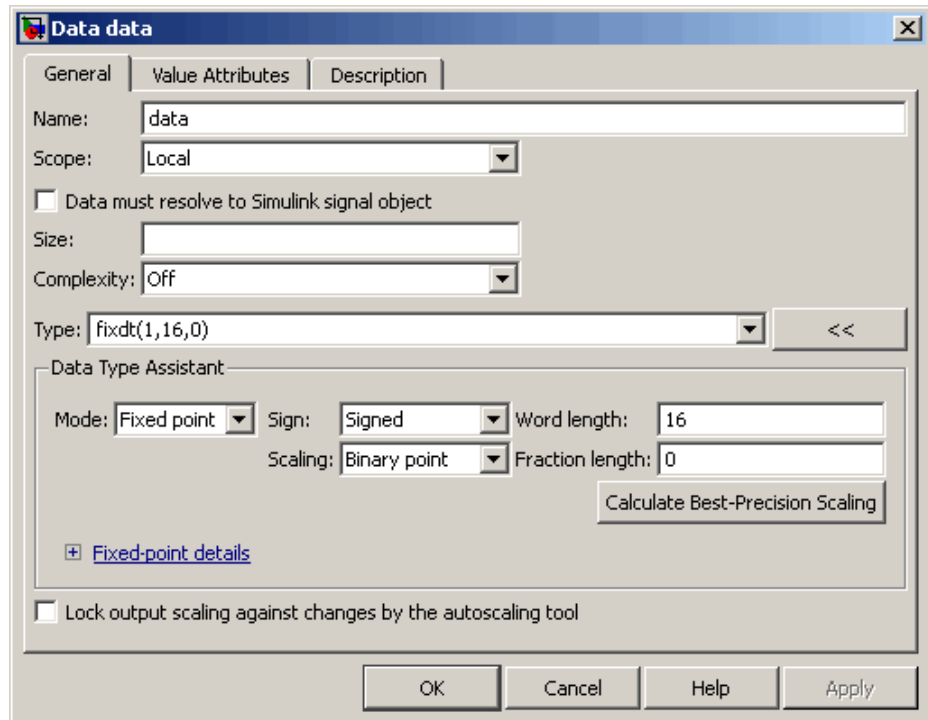 Data data
General Value Attributes Description
Name: data
Scope: Local
Data must resolve to Simulink signal object
Size:
Complexity: Off
Type: fixdt(1,16,0) <<
Data Type Assistant
Mode: Fixed point Sign: Signed Word length: 16
Scaling: Binary point Fraction length: 0
Calculate Best-Precision Scaling
Fixed-point details
Lock output scaling against changes by the autoscaling tool
OK Cancel Help Apply